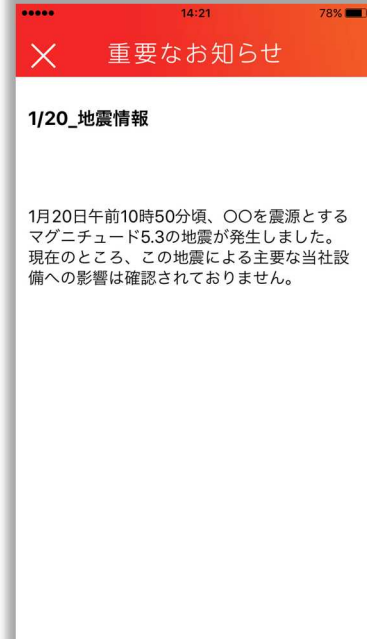 14:21
78%
重要なお知らせ
1/20_地震情報
1月20日午前10時50分頃、〇〇を震源とする
マグニチュード5.3の地震が発生しました。
現在のところ、この地震による主要な当社設
備への影響は確認されておりません。